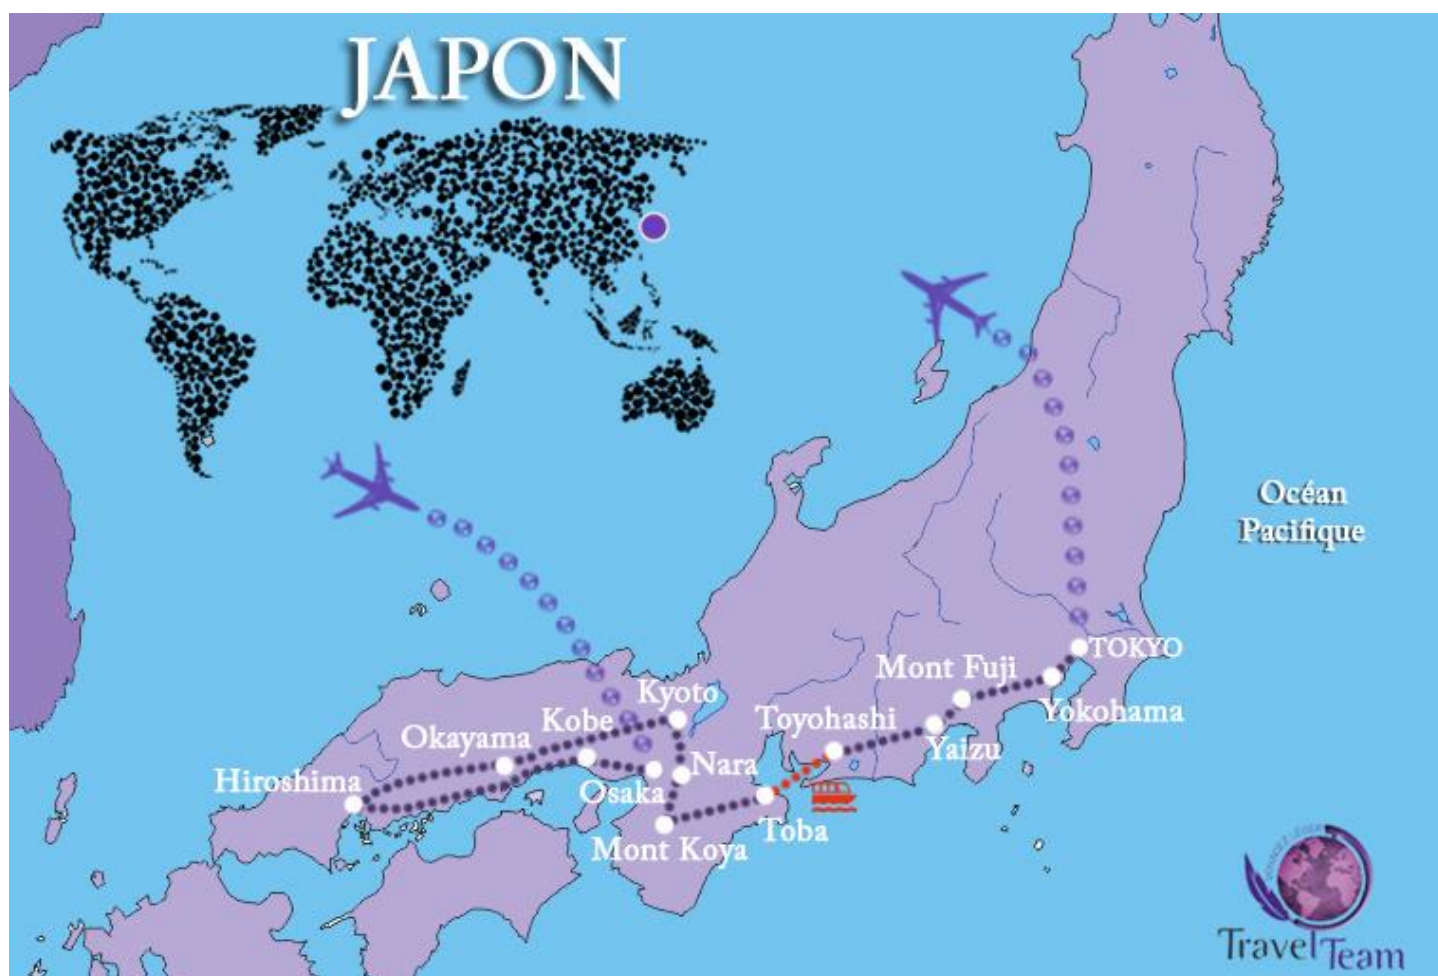 JAPON
Océan
Pacifique
TOKYO
Mont Fuji
Kyoto
Yokohama
Toyohashi
Kobe
Okayama
Yaizu
Nara
Hiroshima
Osaka
Toba
Mont Koya
Travel Team